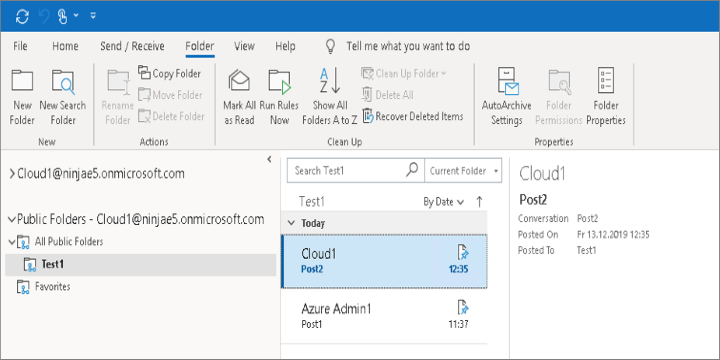 File Home Send / Receive Folder View Help Tell me what you want to do
New Folder
New Search Folder
New
Rename Folder
Copy Folder
Move Folder
Delete Folder
Actions
Mark All as Read
Run Rules Now
Show All Folders A to Z
Clean Up Folder
Delete All
Recover Deleted Items
Clean Up
AutoArchive Settings
Folder Permissions
Folder Properties
Properties
Cloud1@ninjae5.onmicrosoft.com
Public Folders - Cloud1@ninjae5.onmicrosoft.com
All Public Folders
Test1
Favorites
Search Test1 Current Folder
Test1 By Date
Today
Cloud1
Post2 12:35
Azure Admin1
Post1 11:37
Cloud1
Post2
Conversation Post2
Posted On Fr 13.12.2019 12:35
Posted To Test1